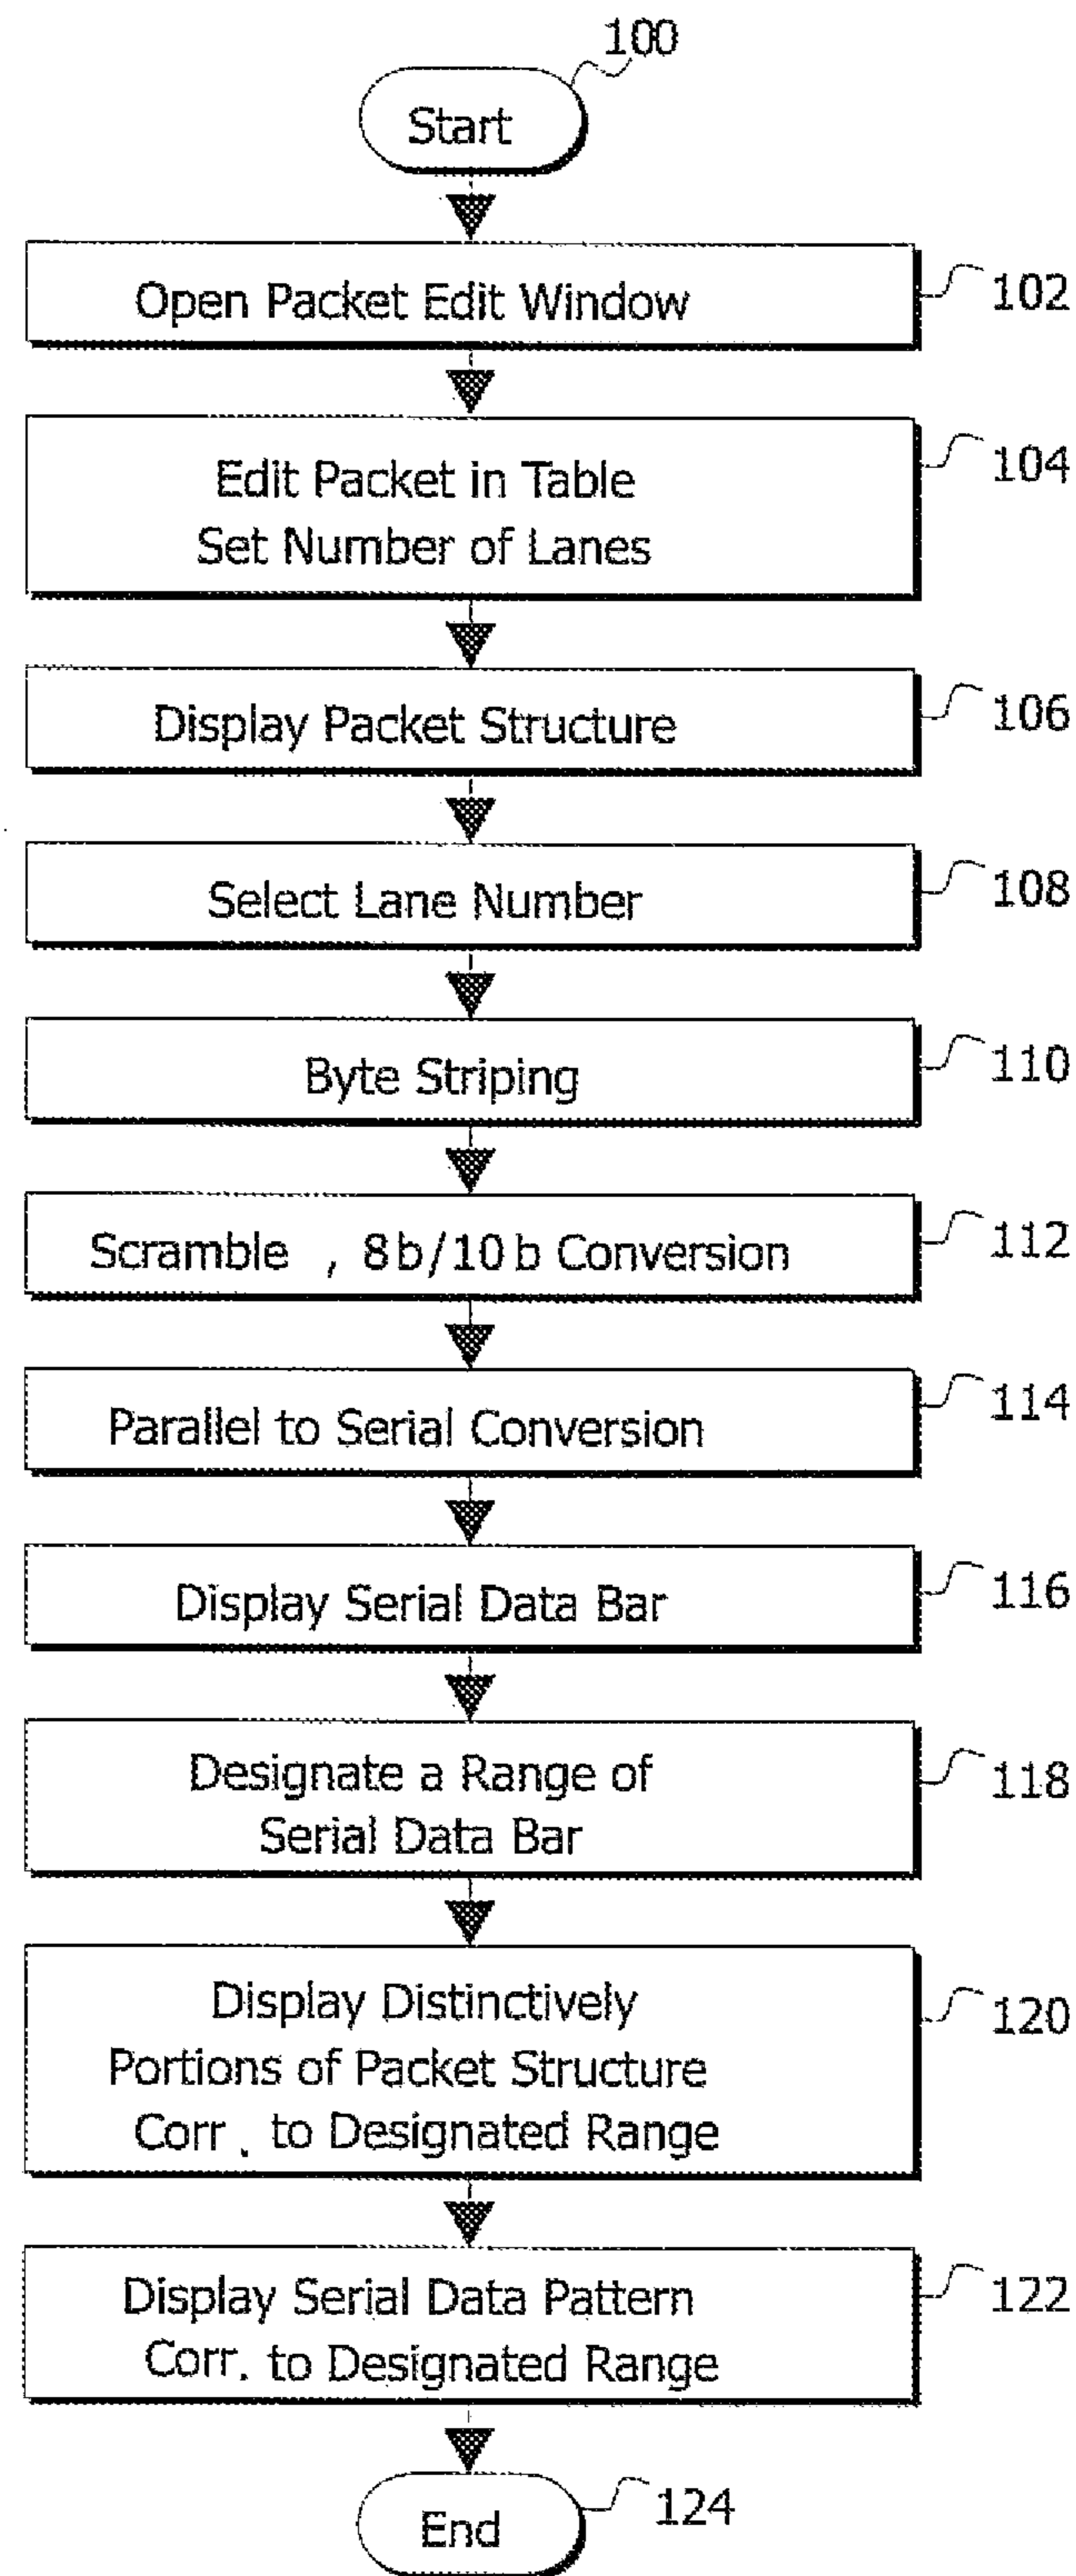 100
Start
Open Packet Edit Window
102
Edit Packet in Table
Set Number of Lanes
104
Display Packet Structure
106
Select Lane Number
108
Byte Striping
110
Scramble , 8b/10b Conversion
112
Parallel to Serial Conversion
114
Display Serial Data Bar
116
Designate a Range of
Serial Data Bar
118
Display Distinctively
Portions of Packet Structure
Corr. to Designated Range
120
Display Serial Data Pattern
Corr. to Designated Range
122
End
124